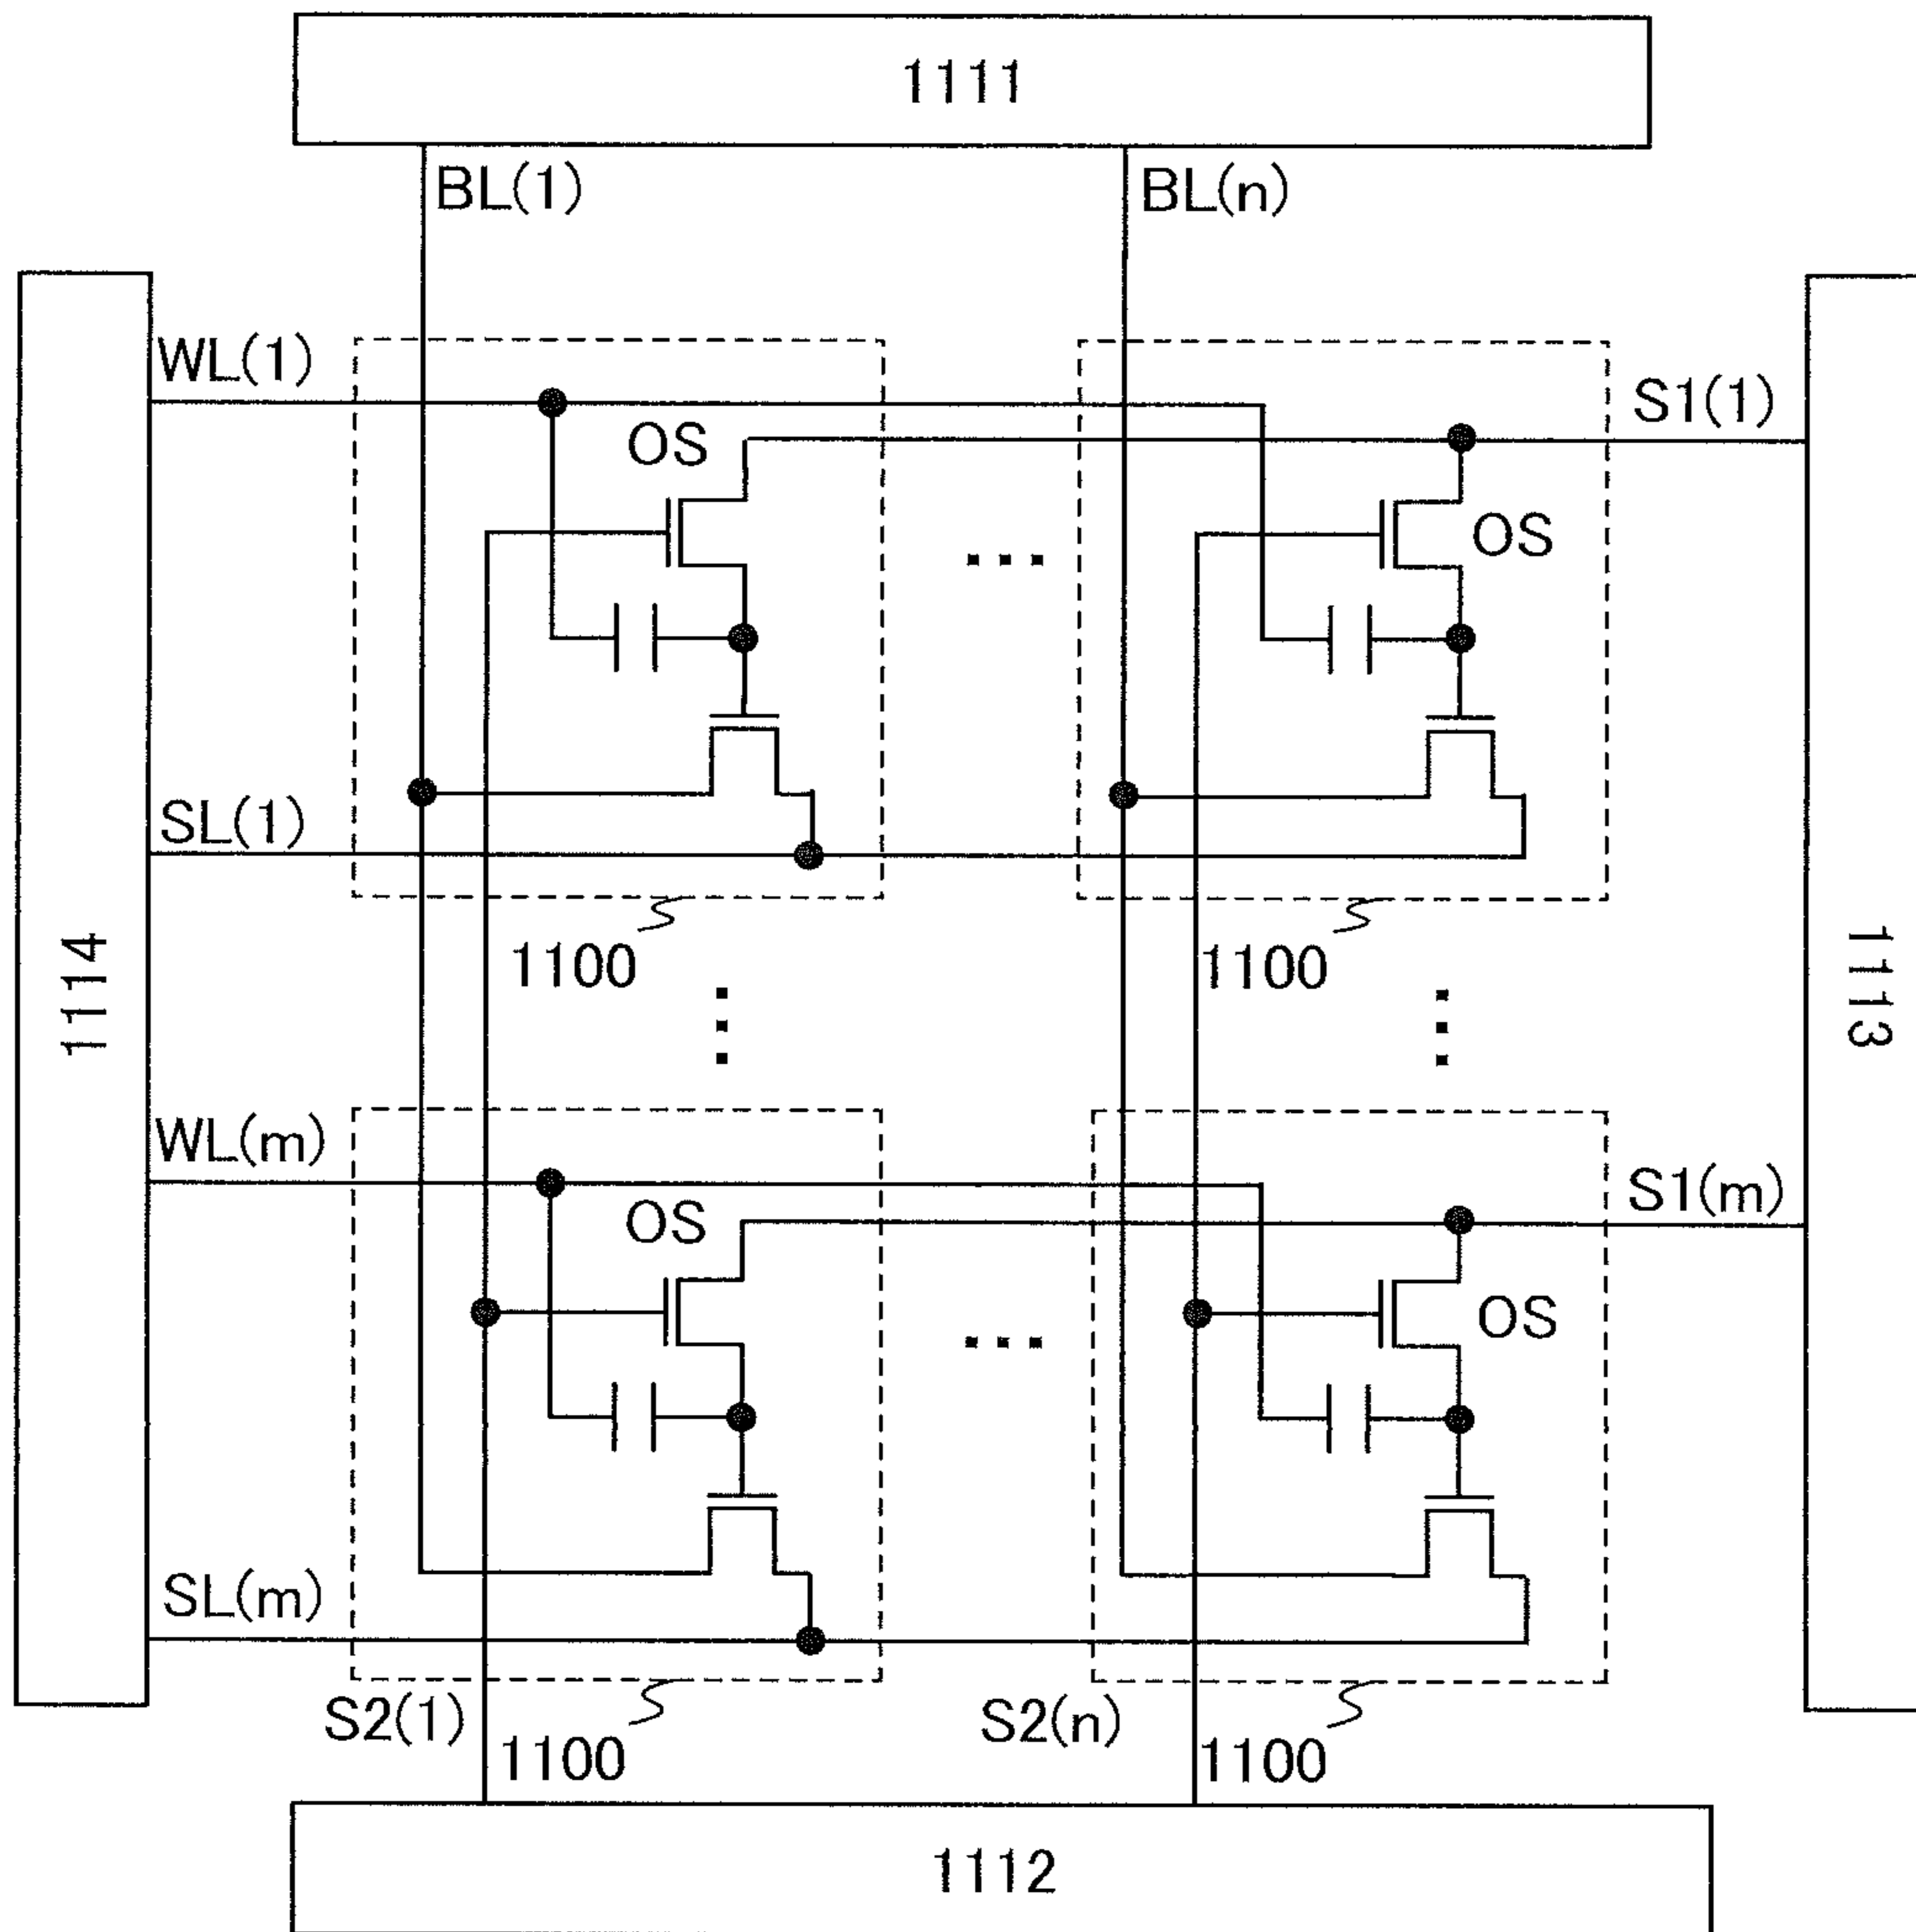 1111
BL(1)
BL(n)
WL(1)
S1(1)
OS
OS
SL(1)
1114
1100
1100
1113
WL(m)
S1(m)
OS
OS
SL(m)
S2(1)
1100
S2(n)
1100
1112